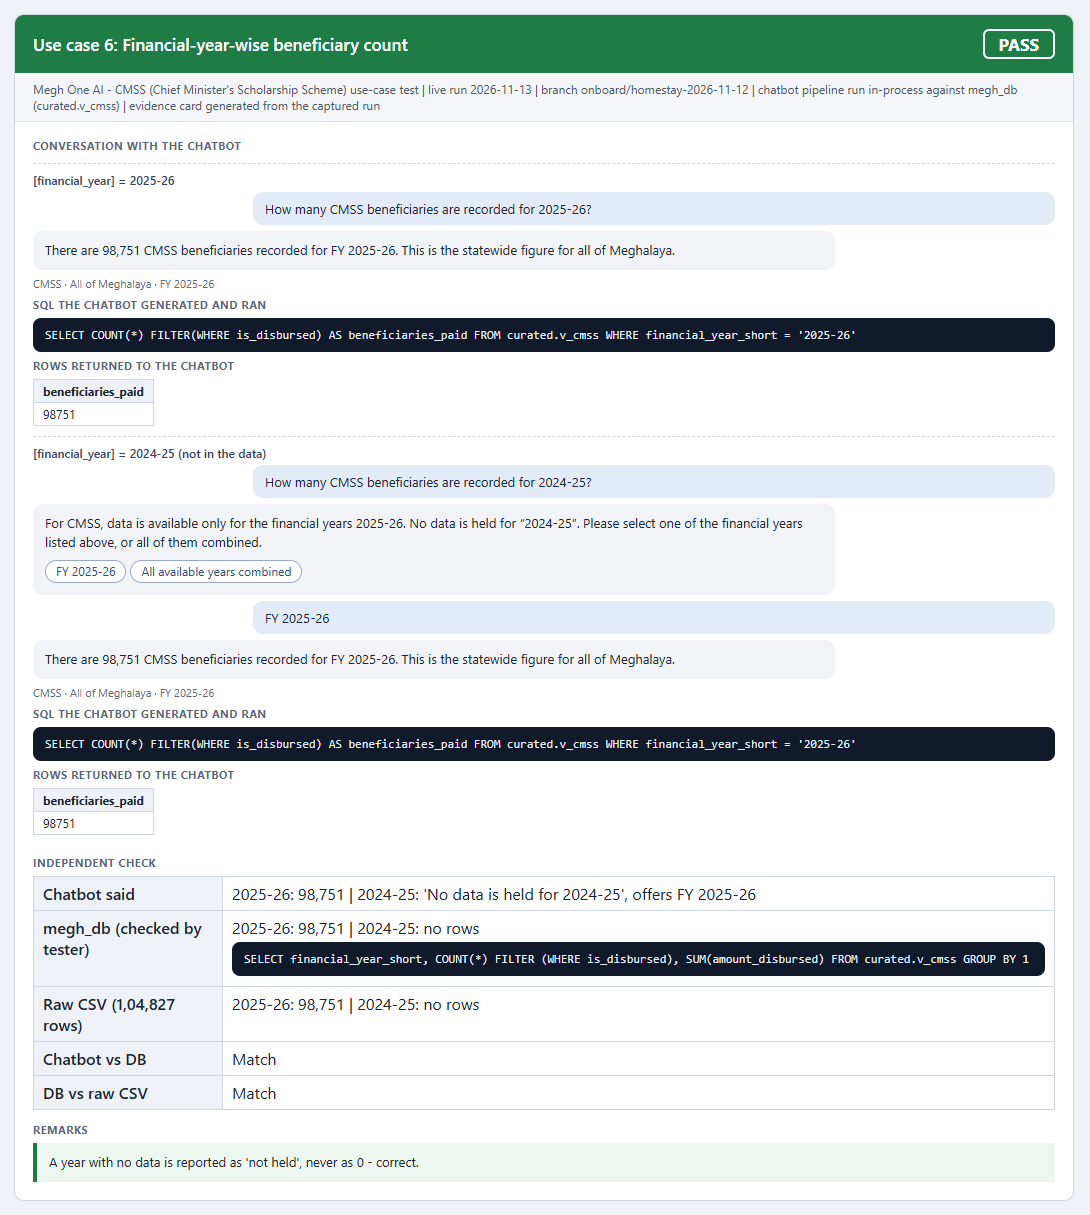 Use case 6: Financial-year-wise beneficiary count
PASS
Megh One AI - CMSS (Chief Minister's Scholarship Scheme) use-case test | live run 2026-11-13 | branch onboard/homestay-2026-11-12 | chatbot pipeline run in-process against megh_db
(curated.v_cmss) | evidence card generated from the captured run
CONVERSATION WITH THE CHATBOT
[financial_year] = 2025-26
How many CMSS beneficiaries are recorded for 2025-26?
There are 98,751 CMSS beneficiaries recorded for FY 2025-26. This is the statewide figure for all of Meghalaya.
CMSS · All of Meghalaya · FY 2025-26
SQL THE CHATBOT GENERATED AND RAN
SELECT COUNT(*) FILTER(WHERE is_disbursed) AS beneficiaries_paid FROM curated.v_cmss WHERE financial_year_short = '2025-26'
ROWS RETURNED TO THE CHATBOT
beneficiaries_paid
98751
[financial_year] = 2024-25 (not in the data)
How many CMSS beneficiaries are recorded for 2024-25?
For CMSS, data is available only for the financial years 2025-26. No data is held for “2024-25”. Please select one of the financial years
listed above, or all of them combined.
FY 2025-26
All available years combined
FY 2025-26
There are 98,751 CMSS beneficiaries recorded for FY 2025-26. This is the statewide figure for all of Meghalaya.
CMSS · All of Meghalaya · FY 2025-26
SQL THE CHATBOT GENERATED AND RAN
SELECT COUNT(*) FILTER(WHERE is_disbursed) AS beneficiaries_paid FROM curated.v_cmss WHERE financial_year_short = '2025-26'
ROWS RETURNED TO THE CHATBOT
beneficiaries_paid
98751
INDEPENDENT CHECK
Chatbot said
2025-26: 98,751 | 2024-25: 'No data is held for 2024-25', offers FY 2025-26
megh_db (checked by
tester)
2025-26: 98,751 | 2024-25: no rows
SELECT financial_year_short, COUNT(*) FILTER (WHERE is_disbursed), SUM(amount_disbursed) FROM curated.v_cmss GROUP BY 1
Raw CSV (1,04,827
rows)
2025-26: 98,751 | 2024-25: no rows
Chatbot vs DB
Match
DB vs raw CSV
Match
REMARKS
A year with no data is reported as 'not held', never as 0 - correct.